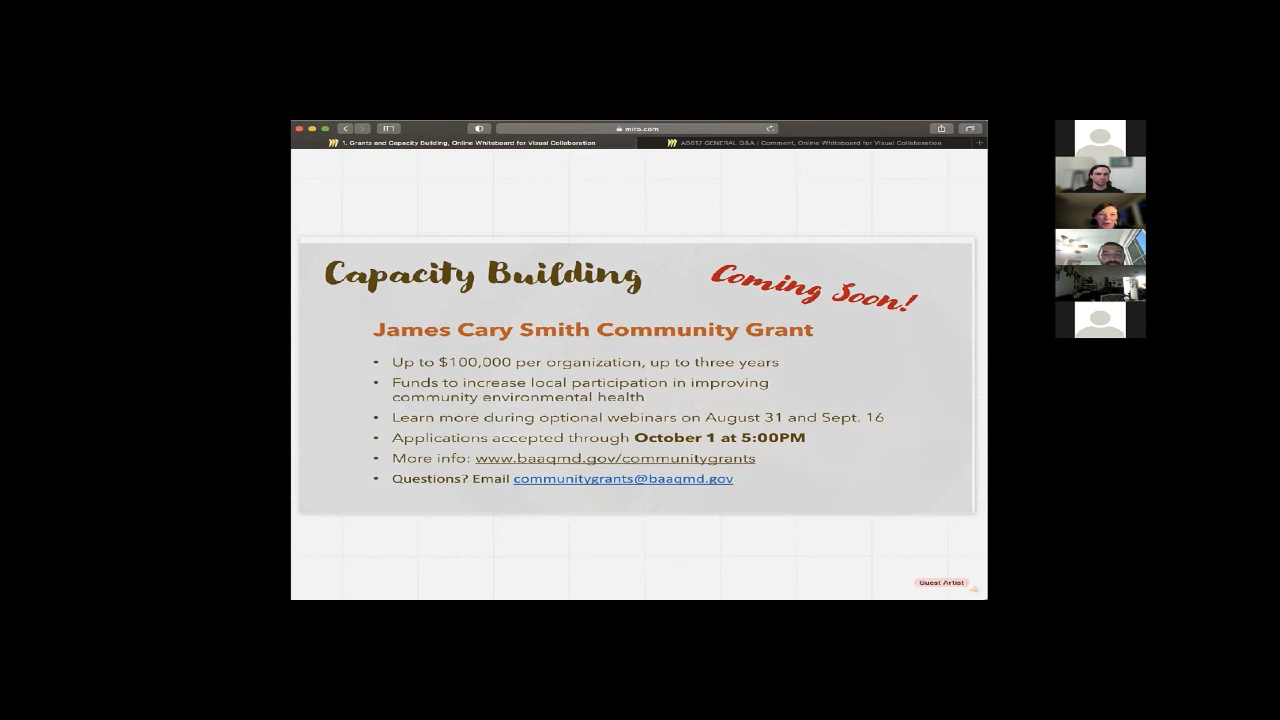 miro.com
1. Grants and Capacity Building, Online Whiteboard for Visual Collaboration
AB617 GENERAL Q&A / Comment, Online Whiteboard for Visual Collaboration
Capacity Building
Coming Soon!
James Cary Smith Community Grant
• Up to $100,000 per organization, up to three years
• Funds to increase local participation in improving
community environmental health
• Learn more during optional webinars on August 31 and Sept. 16
• Applications accepted through October 1 at 5:00PM
• More info: www.baaqmd.gov/communitygrants
• Questions? Email communitygrants@baaqmd.gov
Guest Artist